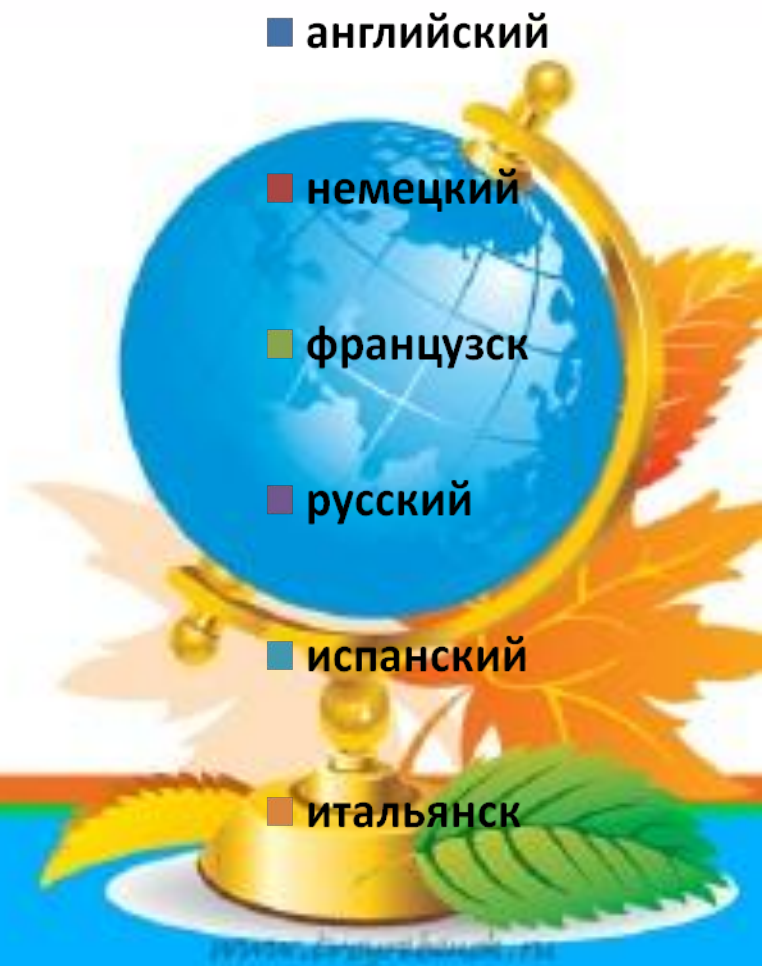 английский
немецкий
французск
русский
испанский
итальянск